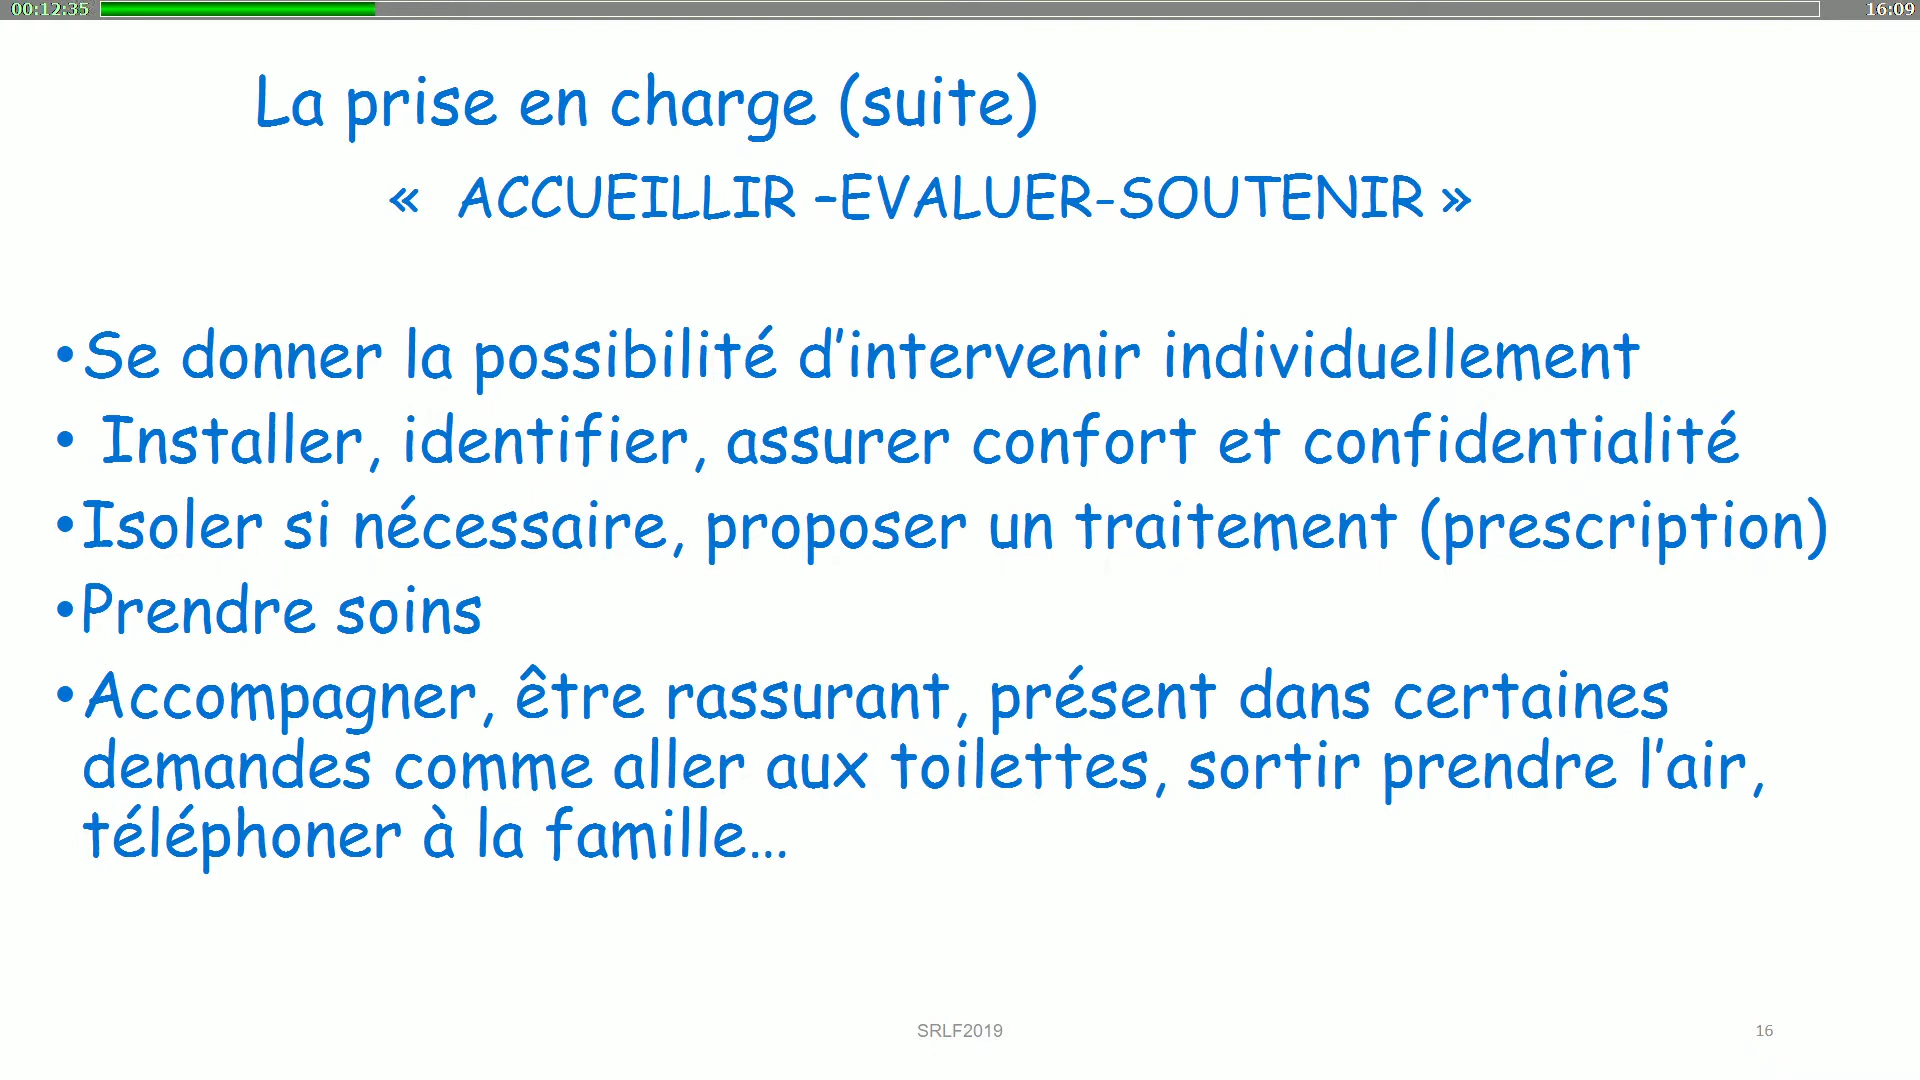 00:12:35
16:09
La prise en charge (suite)
«  ACCUEILLIR –EVALUER-SOUTENIR »
•Se donner la possibilité d’intervenir individuellement
• Installer, identifier, assurer confort et confidentialité
•Isoler si nécessaire, proposer un traitement (prescription)
•Prendre soins
•Accompagner, être rassurant, présent dans certaines
demandes comme aller aux toilettes, sortir prendre l’air,
téléphoner à la famille…
SRLF2019
16